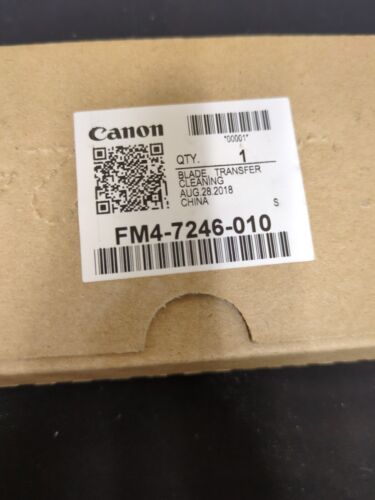 Canon
*00001*
QTY. 1
BLADE, TRANSFER
CLEANING
AUG.28.2018
CHINA S
FM4-7246-010